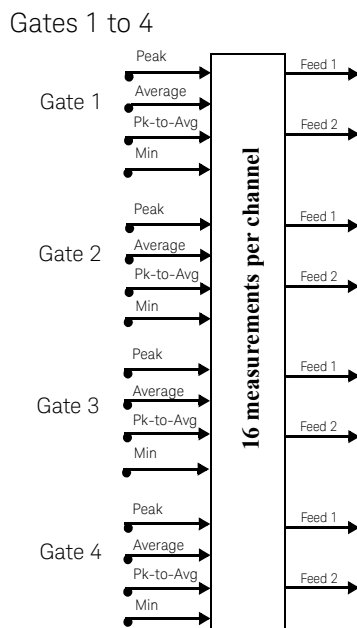 Gates 1 to 4
Gate 1
Peak
Average
Pk-to-Avg
Min
Gate 2
Peak
Average
Pk-to-Avg
Min
Gate 3
Peak
Average
Pk-to-Avg
Min
Gate 4
Peak
Average
Pk-to-Avg
Min
16 measurements per channel
Feed 1
Feed 2
Feed 1
Feed 2
Feed 1
Feed 2
Feed 1
Feed 2